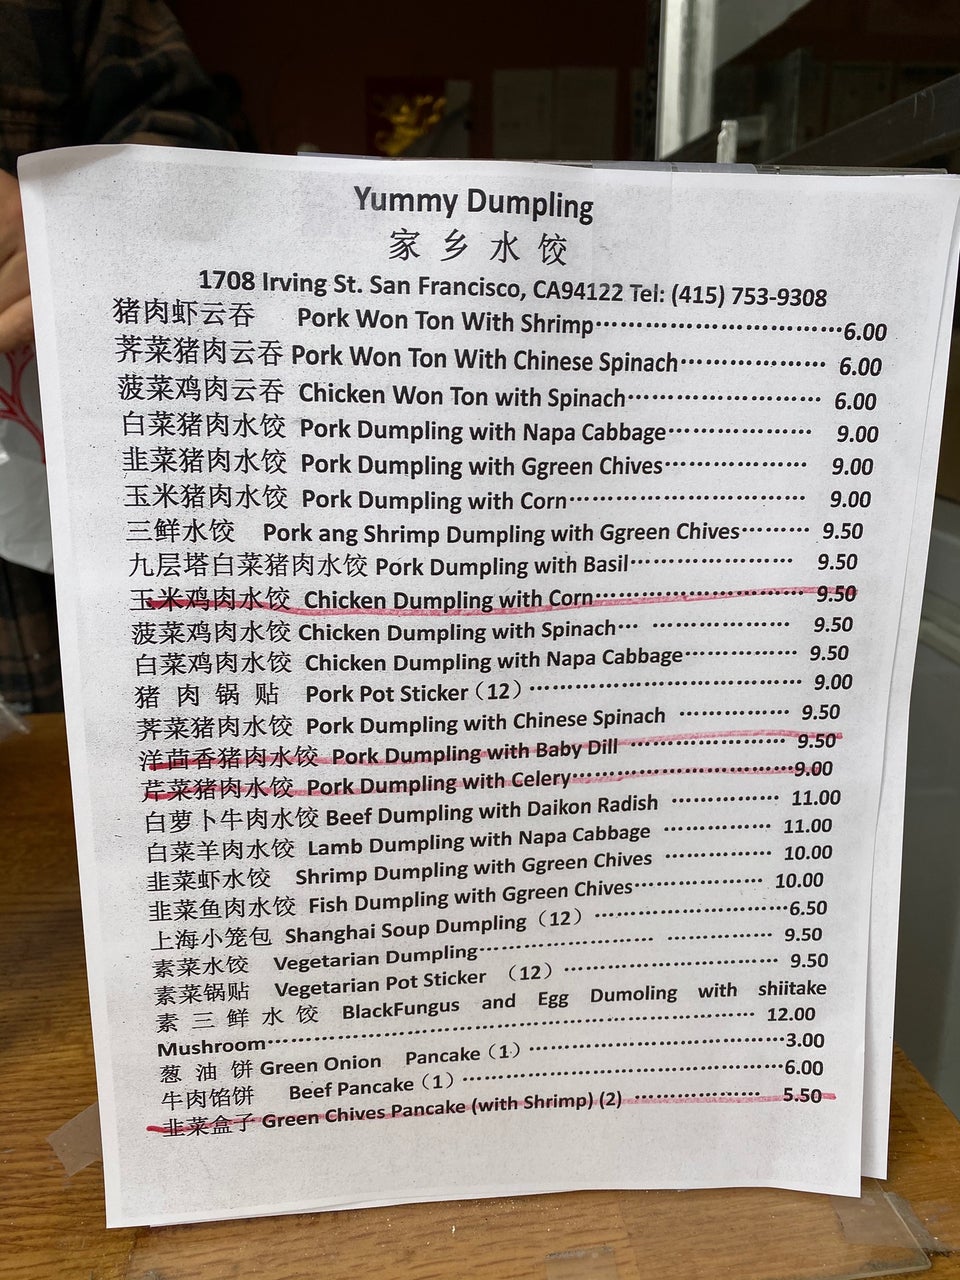 Yummy Dumpling
家乡水饺
1708 Irving St. San Francisco, CA94122 Tel: (415) 753-9308
猪肉虾云吞 Pork Won Ton With Shrimp⋯⋯⋯⋯⋯⋯⋯⋯6.00
荠菜猪肉云吞 Pork Won Ton With Chinese Spinach⋯⋯⋯⋯⋯ 6.00
菠菜鸡肉云吞 Chicken Won Ton with Spinach⋯⋯⋯⋯⋯⋯ 6.00
白菜猪肉水饺 Pork Dumpling with Napa Cabbage⋯⋯⋯⋯⋯ 9.00
韭菜猪肉水饺 Pork Dumpling with Ggreen Chives⋯⋯⋯⋯⋯ 9.00
玉米猪肉水饺 Pork Dumpling with Corn⋯⋯⋯⋯⋯⋯⋯⋯ 9.00
三鲜水饺 Pork ang Shrimp Dumpling with Ggreen Chives⋯⋯⋯ 9.50
九层塔白菜猪肉水饺 Pork Dumpling with Basil⋯⋯⋯⋯⋯⋯ 9.50
玉米鸡肉水饺 Chicken Dumpling with Corn⋯⋯⋯⋯⋯⋯⋯ 9.50
菠菜鸡肉水饺 Chicken Dumpling with Spinach⋯ ⋯⋯⋯⋯⋯ 9.50
白菜鸡肉水饺 Chicken Dumpling with Napa Cabbage⋯⋯⋯⋯ 9.50
猪肉锅贴 Pork Pot Sticker（12）⋯⋯⋯⋯⋯⋯⋯⋯⋯ 9.00
荠菜猪肉水饺 Pork Dumpling with Chinese Spinach ⋯⋯⋯⋯ 9.50
洋茴香猪肉水饺 Pork Dumpling with Baby Dill ⋯⋯⋯⋯⋯ 9.50
芹菜猪肉水饺 Pork Dumpling with Celery⋯⋯⋯⋯⋯⋯⋯⋯9.00
白萝卜牛肉水饺 Beef Dumpling with Daikon Radish ⋯⋯⋯⋯ 11.00
白菜羊肉水饺 Lamb Dumpling with Napa Cabbage ⋯⋯⋯⋯ 11.00
韭菜虾水饺 Shrimp Dumpling with Ggreen Chives ⋯⋯⋯⋯ 10.00
韭菜鱼肉水饺 Fish Dumpling with Ggreen Chives⋯⋯⋯⋯⋯ 10.00
上海小笼包 Shanghai Soup Dumpling （12） ⋯⋯⋯⋯⋯⋯⋯6.50
素菜水饺 Vegetarian Dumpling⋯⋯⋯⋯⋯⋯ ⋯⋯⋯⋯ 9.50
素菜锅贴 Vegetarian Pot Sticker （12）⋯⋯⋯⋯⋯⋯⋯ 9.50
素三鲜水饺 BlackFungus and Egg Dumoling with shiitake
Mushroom⋯⋯⋯⋯⋯⋯⋯⋯⋯⋯⋯⋯⋯⋯⋯⋯ 12.00
葱油饼 Green Onion Pancake（1）⋯⋯⋯⋯⋯⋯⋯⋯⋯3.00
牛肉馅饼 Beef Pancake（1）⋯⋯⋯⋯⋯⋯⋯⋯⋯⋯⋯6.00
韭菜盒子 Green Chives Pancake (with Shrimp) (2) ⋯⋯⋯⋯ 5.50